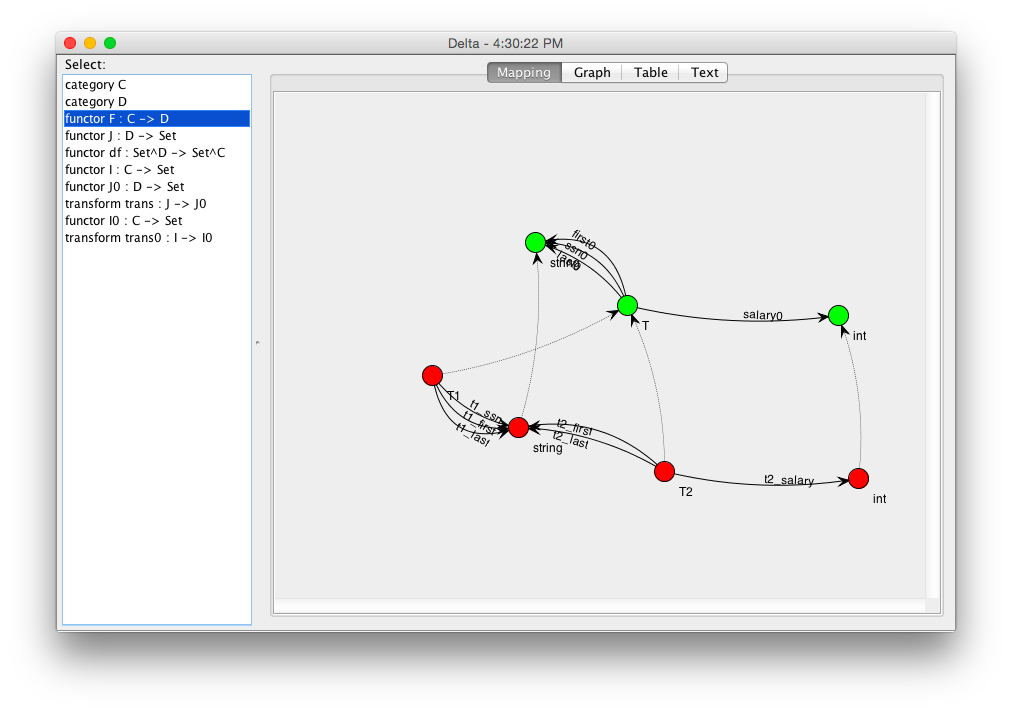 Delta - 4:30:22 PM
Select:
category C
category D
functor F : C -> D
functor J : D -> Set
functor df : Set^D -> Set^C
functor I : C -> Set
functor J0 : D -> Set
transform trans : J -> J0
functor I0 : C -> Set
transform trans0 : I -> I0
Mapping Graph Table Text
first0
ssn0
last0
string
T
salary0
int
T1
t1_ssn
t1_first
t1_last
string
t2_first
t2_last
T2
t2_salary
int